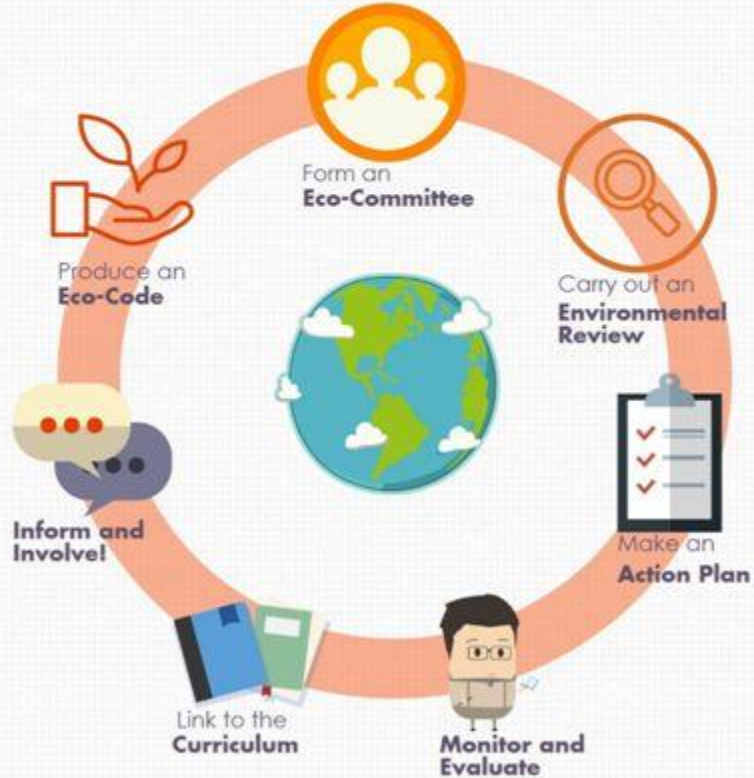 Form an
Eco-Committee
Carry out an
Environmental
Review
Make an
Action Plan
Monitor and
Evaluate
Link to the
Curriculum
Inform and
Involve!
Produce an
Eco-Code